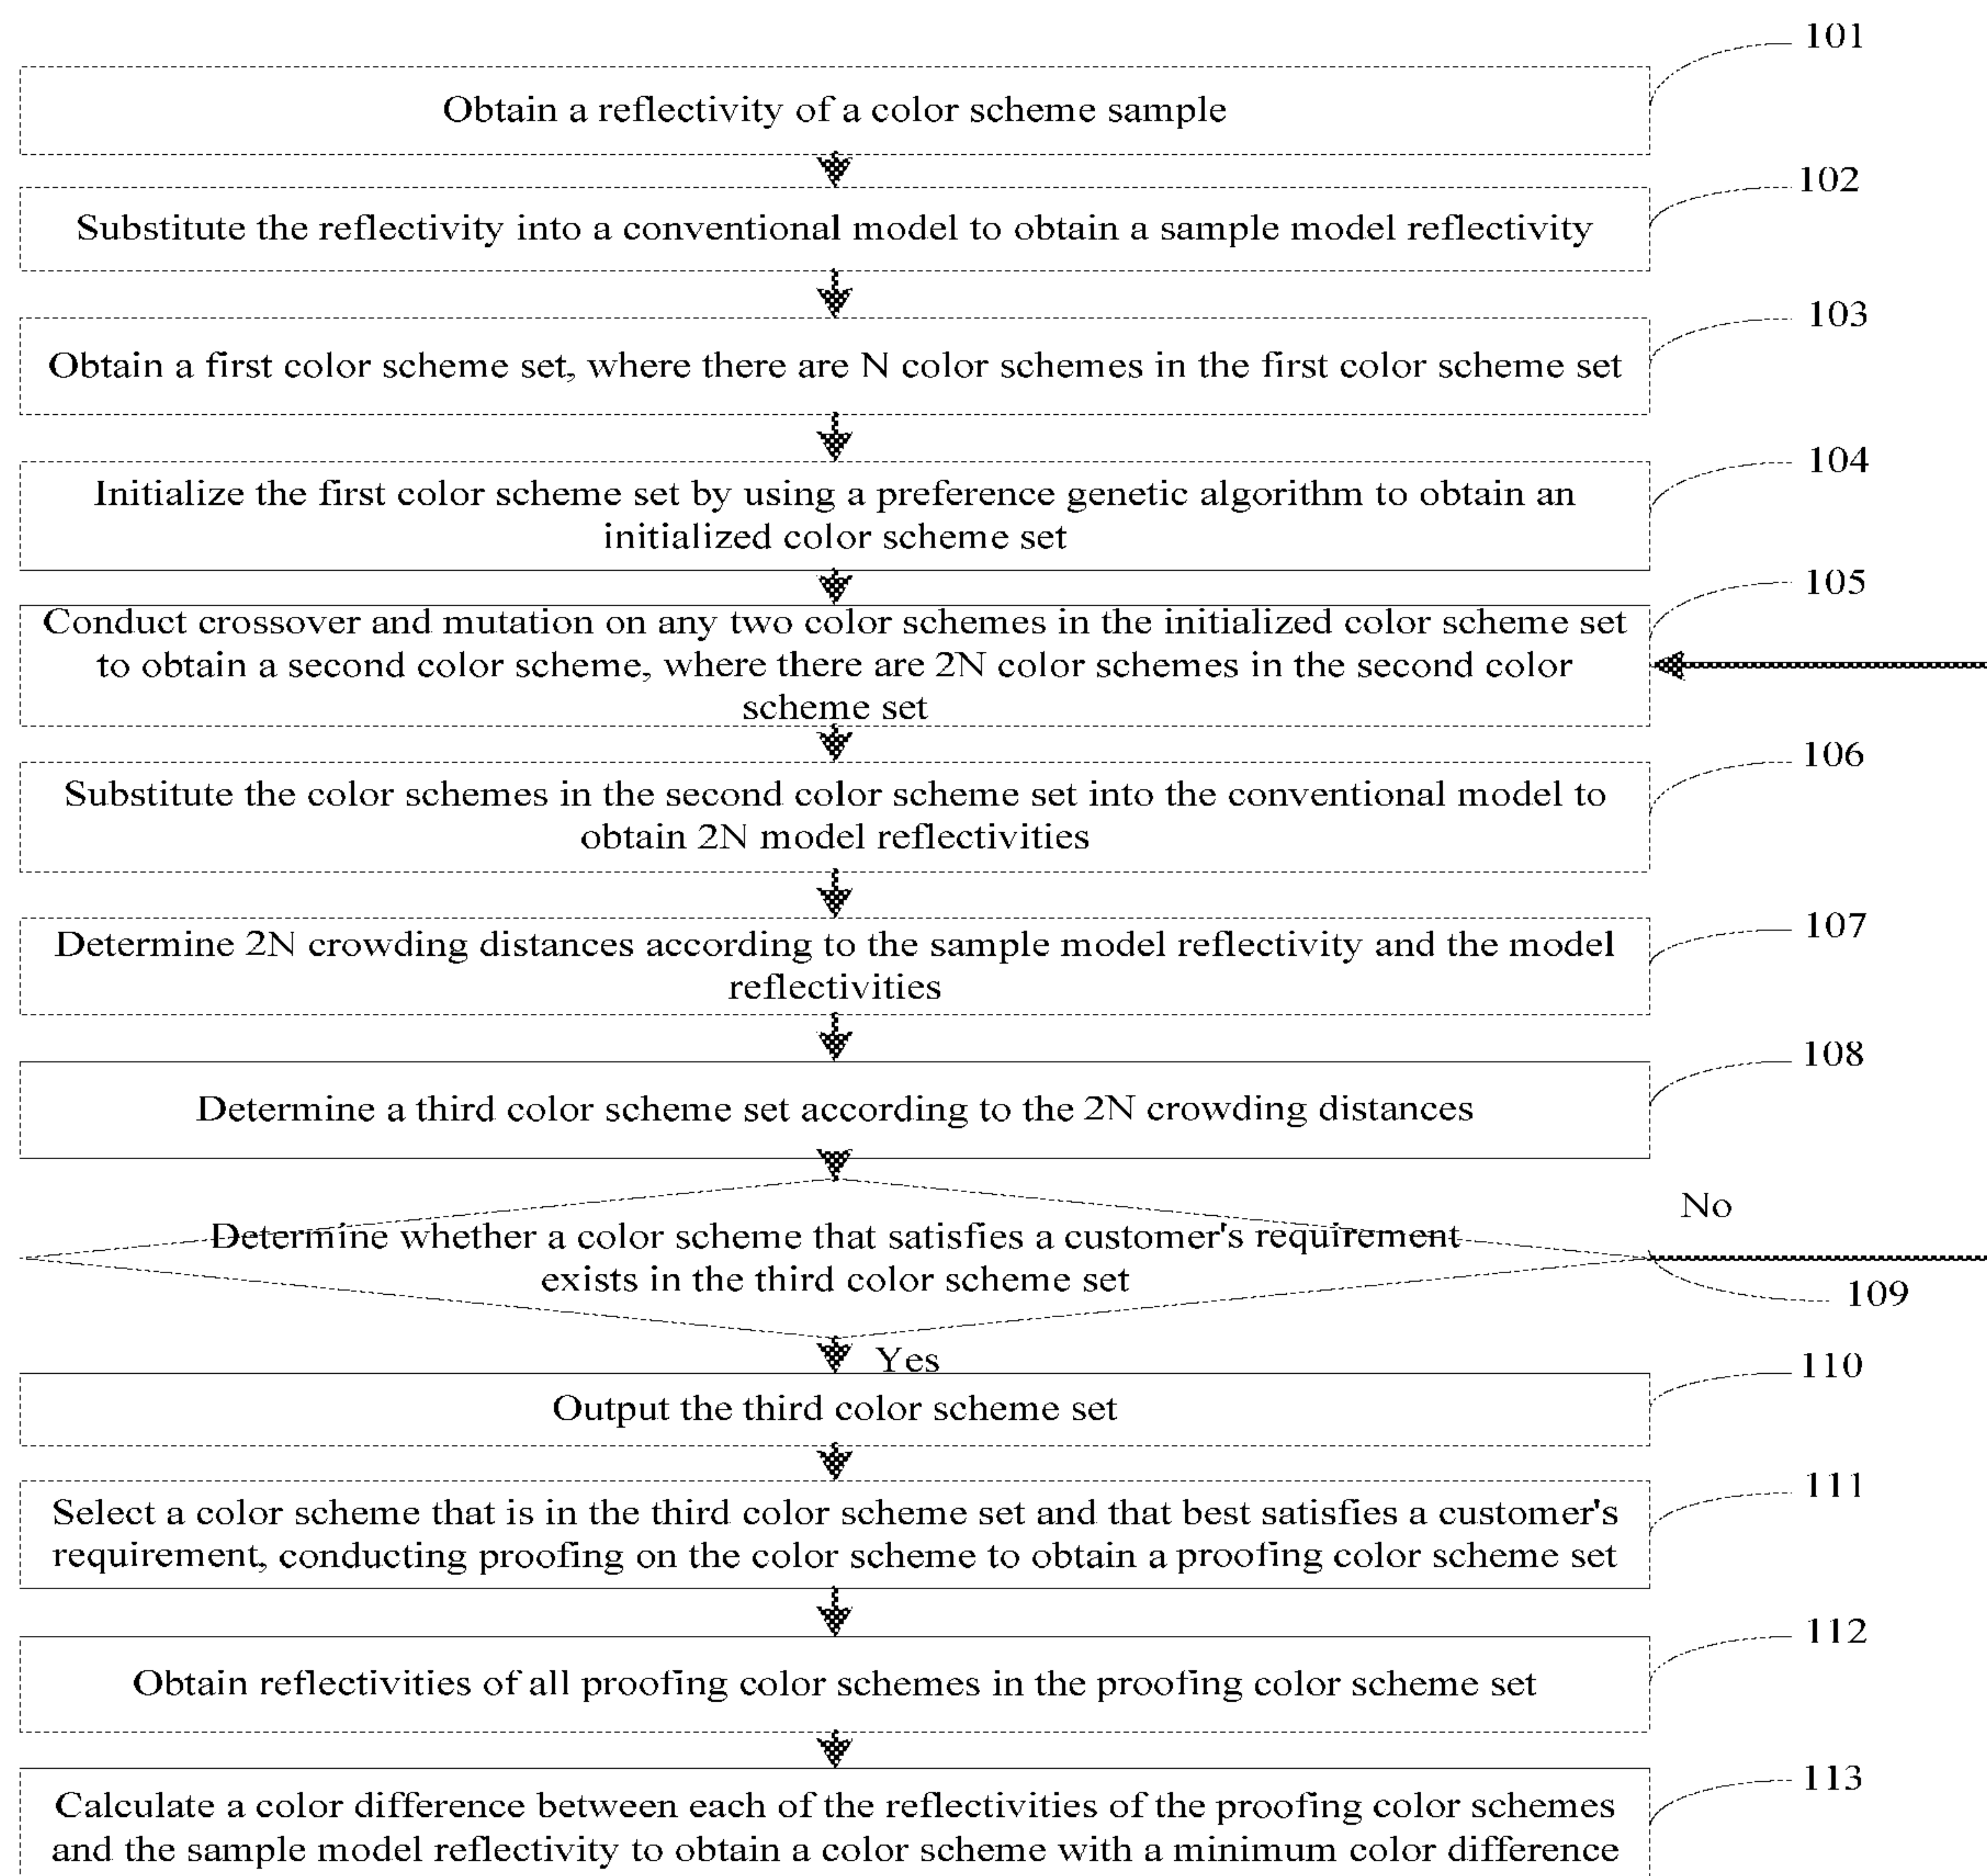 101
Obtain a reflectivity of a color scheme sample
102
Substitute the reflectivity into a conventional model to obtain a sample model reflectivity
103
Obtain a first color scheme set, where there are N color schemes in the first color scheme set
104
Initialize the first color scheme set by using a preference genetic algorithm to obtain an
initialized color scheme set
105
Conduct crossover and mutation on any two color schemes in the initialized color scheme set
to obtain a second color scheme, where there are 2N color schemes in the second color
scheme set
106
Substitute the color schemes in the second color scheme set into the conventional model to
obtain 2N model reflectivities
107
Determine 2N crowding distances according to the sample model reflectivity and the model
reflectivities
108
Determine a third color scheme set according to the 2N crowding distances
No
Determine whether a color scheme that satisfies a customer's requirement
exists in the third color scheme set
109
Yes
110
Output the third color scheme set
111
Select a color scheme that is in the third color scheme set and that best satisfies a customer's
requirement, conducting proofing on the color scheme to obtain a proofing color scheme set
112
Obtain reflectivities of all proofing color schemes in the proofing color scheme set
113
Calculate a color difference between each of the reflectivities of the proofing color schemes
and the sample model reflectivity to obtain a color scheme with a minimum color difference